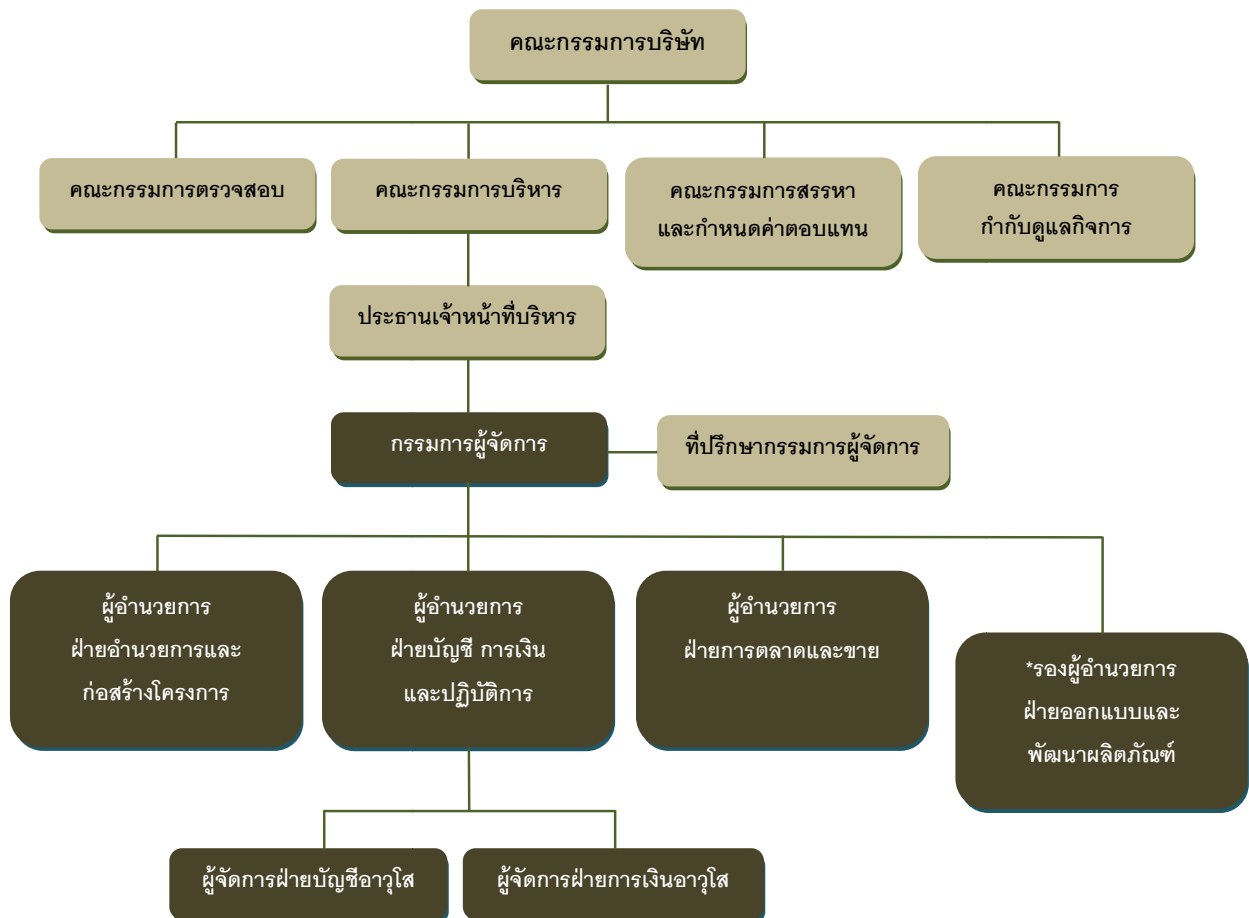 คณะกรรมการบริษัท
คณะกรรมการตรวจสอบ
คณะกรรมการบริหาร
คณะกรรมการสรรหา
และกำหนดค่าตอบแทน
คณะกรรมการ
กำกับดูแลกิจการ
ประธานเจ้าหน้าที่บริหาร
กรรมการผู้จัดการ
ที่ปรึกษากรรมการผู้จัดการ
ผู้อำนวยการ
ฝ่ายอำนวยการและ
ก่อสร้างโครงการ
ผู้อำนวยการ
ฝ่ายบัญชี การเงิน
และปฏิบัติการ
ผู้อำนวยการ
ฝ่ายการตลาดและขาย
*รองผู้อำนวยการ
ฝ่ายออกแบบและ
พัฒนาผลิตภัณฑ์
ผู้จัดการฝ่ายบัญชีอาวุโส
ผู้จัดการฝ่ายการเงินอาวุโส